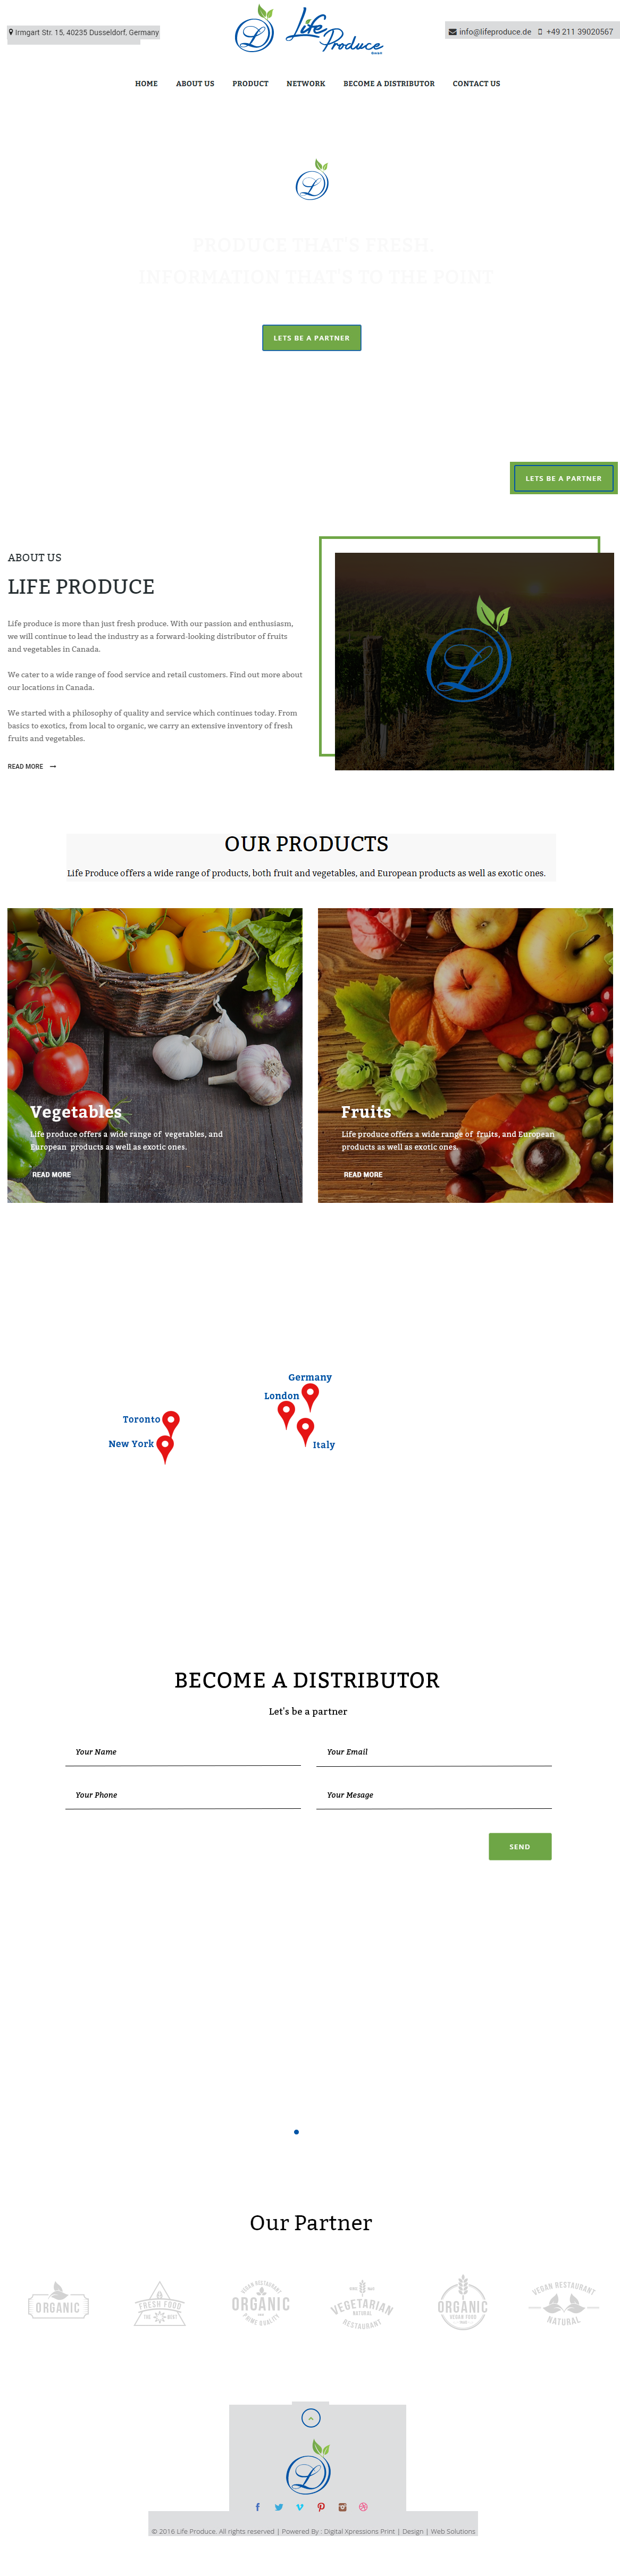 Irmgart Str. 15, 40235 Dusseldorf, Germany
Life Produce GmbH
info@lifeproduce.de +49 211 39020567
HOME ABOUT US PRODUCT NETWORK BECOME A DISTRIBUTOR CONTACT US
PRODUCE THAT'S FRESH.
INFORMATION THAT'S TO THE POINT
LETS BE A PARTNER
LETS BE A PARTNER
ABOUT US
LIFE PRODUCE
Life produce is more than just fresh produce. With our passion and enthusiasm,
we will continue to lead the industry as a forward-looking distributor of fruits
and vegetables in Canada.
We cater to a wide range of food service and retail customers. Find out more about
our locations in Canada.
We started with a philosophy of quality and service which continues today. From
basics to exotics, from local to organic, we carry an extensive inventory of fresh
fruits and vegetables.
READ MORE
OUR PRODUCTS
Life Produce offers a wide range of products, both fruit and vegetables, and European products as well as exotic ones.
Vegetables
Life produce offers a wide range of vegetables, and
European products as well as exotic ones.
READ MORE
Fruits
Life produce offers a wide range of fruits, and European
products as well as exotic ones.
READ MORE
Germany
London
Toronto
New York
Italy
BECOME A DISTRIBUTOR
Let's be a partner
Your Name
Your Email
Your Phone
Your Mesage
SEND
Our Partner
ORGANIC
FRESH FOOD
THE BEST
VEGAN RESTAURANT
ORGANIC
PRIME QUALITY
VEGETARIAN
NATURAL
RESTAURANT
ORGANIC
VEGAN FOOD
VEGAN RESTAURANT
NATURAL
© 2016 Life Produce. All rights reserved | Powered By : Digital Xpressions Print | Design | Web Solutions